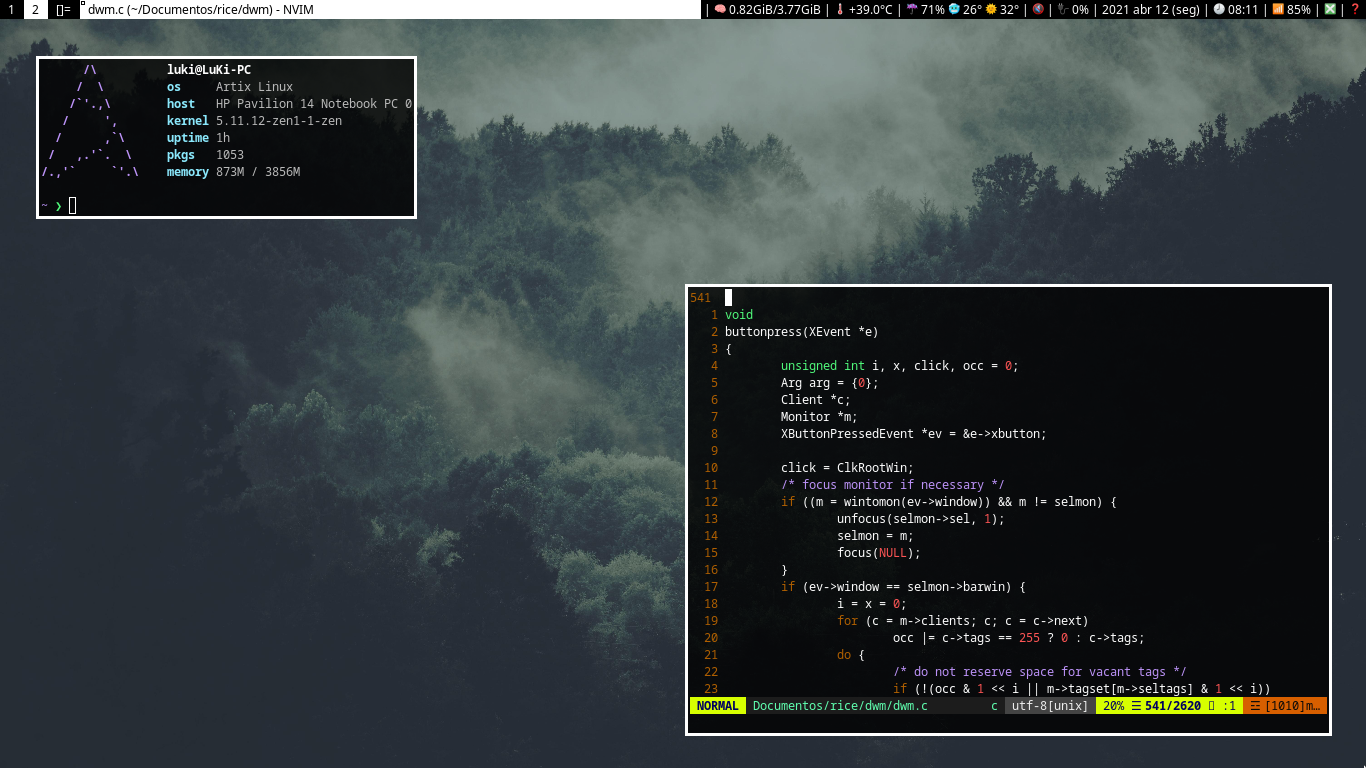 1 2 []= dwm.c (~/Documentos/rice/dwm) - NVIM | 🧠 0.82GiB/3.77GiB | 🌡 +39.0°C | ☔ 71% 🥶 26° 🌞 32° | 🔇 | 🔌 0% | 2021 abr 12 (seg) | 🕗 08:11 | 📶 85% | ❎ | ❓
luki@LuKi-PC
os Artix Linux
host HP Pavilion 14 Notebook PC 0
kernel 5.11.12-zen1-1-zen
uptime 1h
pkgs 1053
memory 873M / 3856M
~ ❯
541
1 void
2 buttonpress(XEvent *e)
3 {
4 unsigned int i, x, click, occ = 0;
5 Arg arg = {0};
6 Client *c;
7 Monitor *m;
8 XButtonPressedEvent *ev = &e->xbutton;
9
10 click = ClkRootWin;
11 /* focus monitor if necessary */
12 if ((m = wintomon(ev->window)) && m != selmon) {
13 unfocus(selmon->sel, 1);
14 selmon = m;
15 focus(NULL);
16 }
17 if (ev->window == selmon->barwin) {
18 i = x = 0;
19 for (c = m->clients; c; c = c->next)
20 occ |= c->tags == 255 ? 0 : c->tags;
21 do {
22 /* do not reserve space for vacant tags */
23 if (!(occ & 1 << i || m->tagset[m->seltags] & 1 << i))
NORMAL Documentos/rice/dwm/dwm.c c utf-8[unix] 20% ☰ 541/2620 :1 ☲ [1010]m…